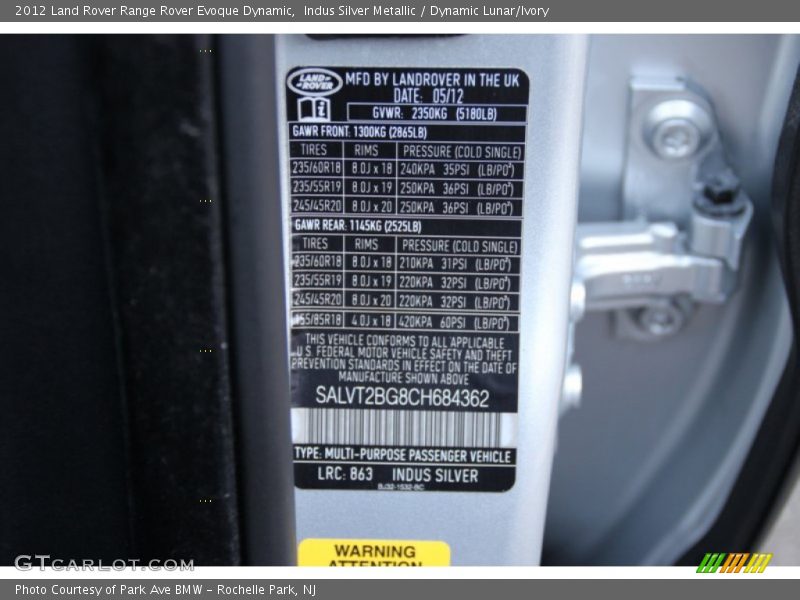 2012 Land Rover Range Rover Evoque Dynamic,  Indus Silver Metallic / Dynamic Lunar/Ivory
LAND ROVER
MFD BY LANDROVER IN THE UK
DATE: 05/12
GVWR: 2350KG (5180LB)
GAWR FRONT: 1300KG (2865LB)
TIRES RIMS PRESSURE (COLD SINGLE)
235/60R18 8.0J x 18 240KPA 35PSI (LB/PO²)
235/55R19 8.0J x 19 250KPA 36PSI (LB/PO²)
245/45R20 8.0J x 20 250KPA 36PSI (LB/PO²)
GAWR REAR: 1145KG (2525LB)
TIRES RIMS PRESSURE (COLD SINGLE)
235/60R18 8.0J x 18 210KPA 31PSI (LB/PO²)
235/55R19 8.0J x 19 220KPA 32PSI (LB/PO²)
245/45R20 8.0J x 20 220KPA 32PSI (LB/PO²)
155/85R18 4.0J x 18 420KPA 60PSI (LB/PO²)
THIS VEHICLE CONFORMS TO ALL APPLICABLE
U.S. FEDERAL MOTOR VEHICLE SAFETY AND THEFT
PREVENTION STANDARDS IN EFFECT ON THE DATE OF
MANUFACTURE SHOWN ABOVE
SALVT2BG8CH684362
TYPE: MULTI-PURPOSE PASSENGER VEHICLE
LRC: 863 INDUS SILVER
BJ32-1532-BC
WARNING
ATTENTION
GTCARLOT.COM
Photo Courtesy of Park Ave BMW – Rochelle Park, NJ